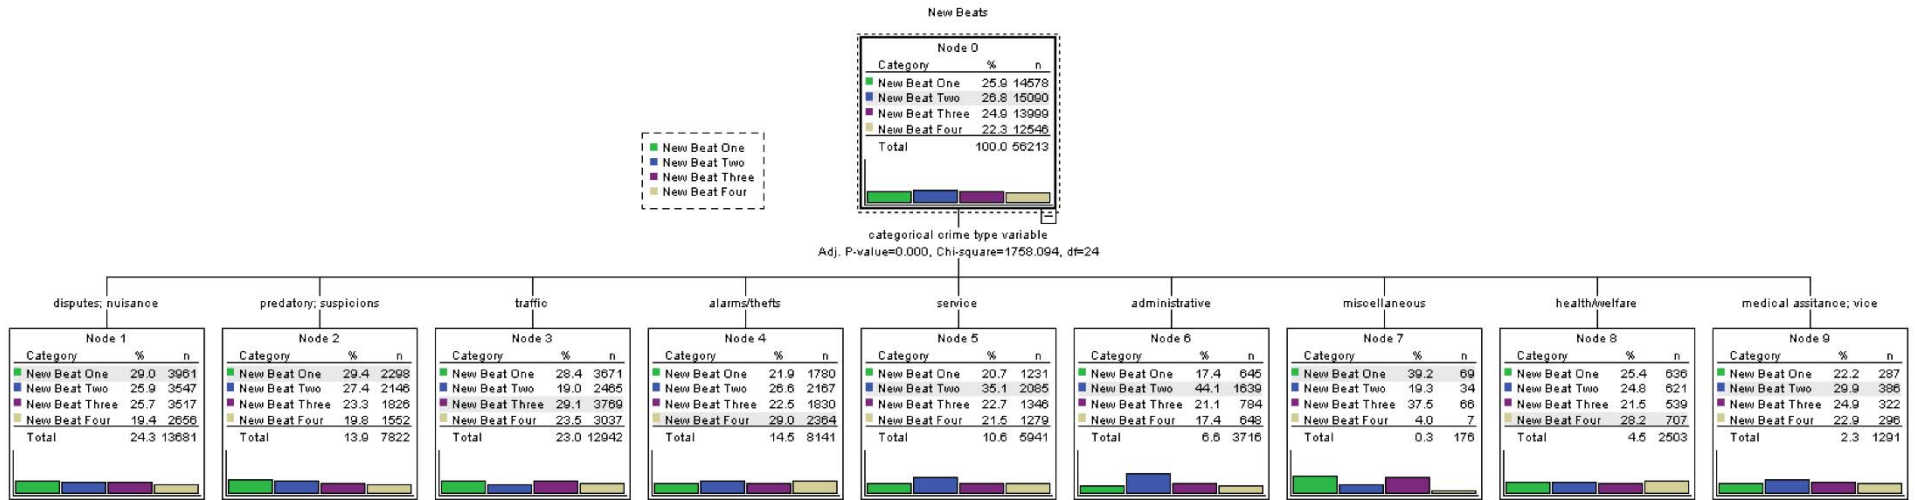 New Beats
Node 0
Category % n
New Beat One 25.9 14578
New Beat Two 26.8 15090
New Beat Three 24.9 13999
New Beat Four 22.3 12546
Total 100.0 56213
New Beat One
New Beat Two
New Beat Three
New Beat Four
categorical crime type variable
Adj. P-value=0.000, Chi-square=1758.094, df=24
disputes; nuisance
Node 1
Category % n
New Beat One 29.0 3961
New Beat Two 25.9 3547
New Beat Three 25.7 3517
New Beat Four 19.4 2656
Total 24.3 13681
predatory; suspicions
Node 2
Category % n
New Beat One 29.4 2298
New Beat Two 27.4 2146
New Beat Three 23.3 1826
New Beat Four 19.8 1552
Total 13.9 7822
traffic
Node 3
Category % n
New Beat One 28.4 3671
New Beat Two 19.0 2465
New Beat Three 29.1 3769
New Beat Four 23.5 3037
Total 23.0 12942
alarms/thefts
Node 4
Category % n
New Beat One 21.9 1780
New Beat Two 26.6 2167
New Beat Three 22.5 1830
New Beat Four 29.0 2364
Total 14.5 8141
service
Node 5
Category % n
New Beat One 20.7 1231
New Beat Two 35.1 2085
New Beat Three 22.7 1346
New Beat Four 21.5 1279
Total 10.6 5941
administrative
Node 6
Category % n
New Beat One 17.4 645
New Beat Two 44.1 1639
New Beat Three 21.1 784
New Beat Four 17.4 648
Total 6.6 3716
miscellaneous
Node 7
Category % n
New Beat One 39.2 69
New Beat Two 19.3 34
New Beat Three 37.5 66
New Beat Four 4.0 7
Total 0.3 176
health/welfare
Node 8
Category % n
New Beat One 25.4 636
New Beat Two 24.8 621
New Beat Three 21.5 539
New Beat Four 28.2 707
Total 4.5 2503
medical assitance; vice
Node 9
Category % n
New Beat One 22.2 287
New Beat Two 29.9 386
New Beat Three 24.9 322
New Beat Four 22.9 296
Total 2.3 1291